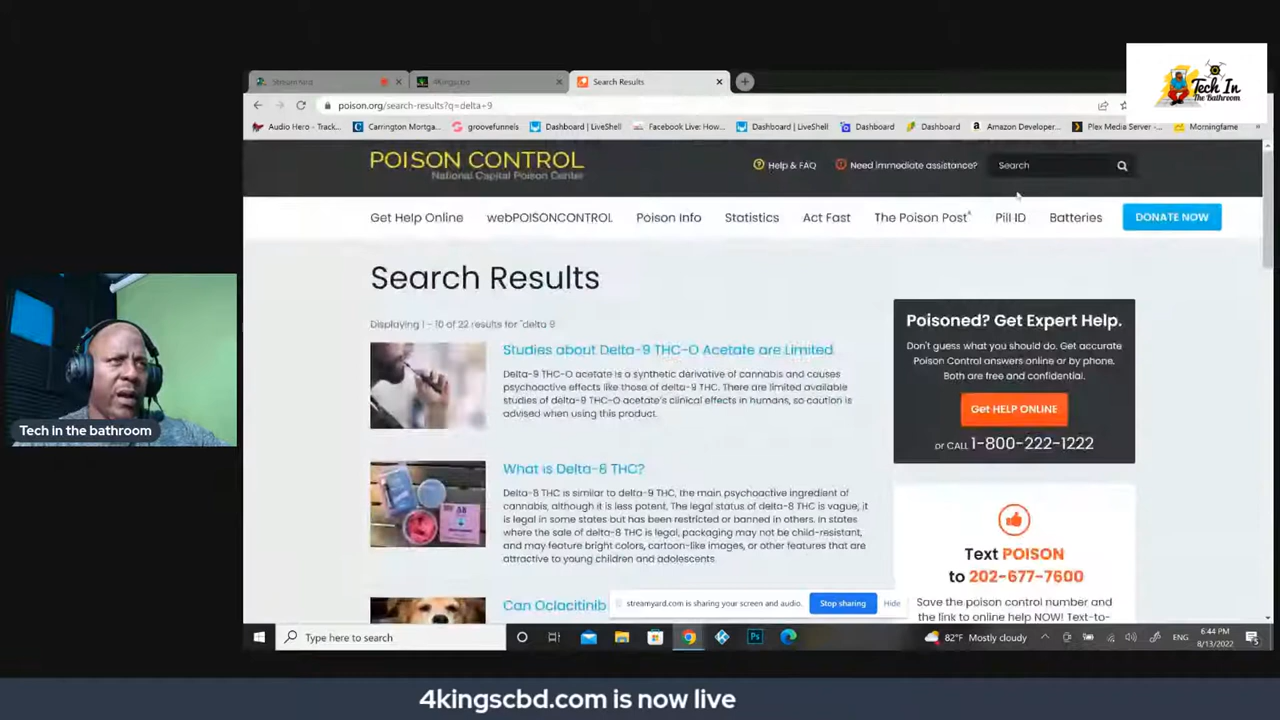 Tech In
The Bathroom
Stream Now
4Kingscbd
Search Results
poison.org/search-results?q=delta+9
Audio Hero - Track...
Carrington Mortga...
groovefunnels
Dashboard | LiveShell
Facebook Live: How...
Dashboard | LiveShell
Dashboard
Dashboard
Amazon Developer...
Plex Media Server -...
Morningfame
POISON CONTROL
National Capital Poison Center
Help & FAQ
Need immediate assistance?
Search
Get Help Online
webPOISONCONTROL
Poison Info
Statistics
Act Fast
The Poison Post
Pill ID
Batteries
DONATE NOW
Search Results
Displaying 1 - 10 of 22 results for "delta 9
Studies about Delta-9 THC-O Acetate are Limited
Delta-9 THC-O acetate is a synthetic derivative of cannabis and causes
psychoactive effects like those of delta-9 THC. There are limited available
studies of delta-9 THC-O acetate's clinical effects in humans, so caution is
advised when using this product.
What is Delta-8 THC?
Delta-8 THC is similar to delta-9 THC, the main psychoactive ingredient of
cannabis, although it is less potent. The legal status of delta-8 THC is vague, it
is legal in some states but has been restricted or banned in others. In states
where the sale of delta-8 THC is legal, packaging may not be child-resistant,
and may feature bright colors, cartoon-like images, or other features that are
attractive to young children and adolescents.
Can Oclacitinib
Poisoned? Get Expert Help.
Don't guess what you should do. Get accurate
Poison Control answers online or by phone.
Both are free and confidential.
Get HELP ONLINE
or CALL 1-800-222-1222
Text POISON
to 202-677-7600
Save the poison control number and
the link to online help NOW! Text-to-
streamyard.com is sharing your screen and audio.
Stop sharing
Hide
Tech in the bathroom
Type here to search
82°F Mostly cloudy
ENG
6:44 PM
8/13/2022
4kingscbd.com is now live